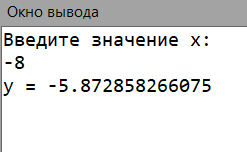 Окно вывода
Введите значение x:
-8
y = -5.872858266075